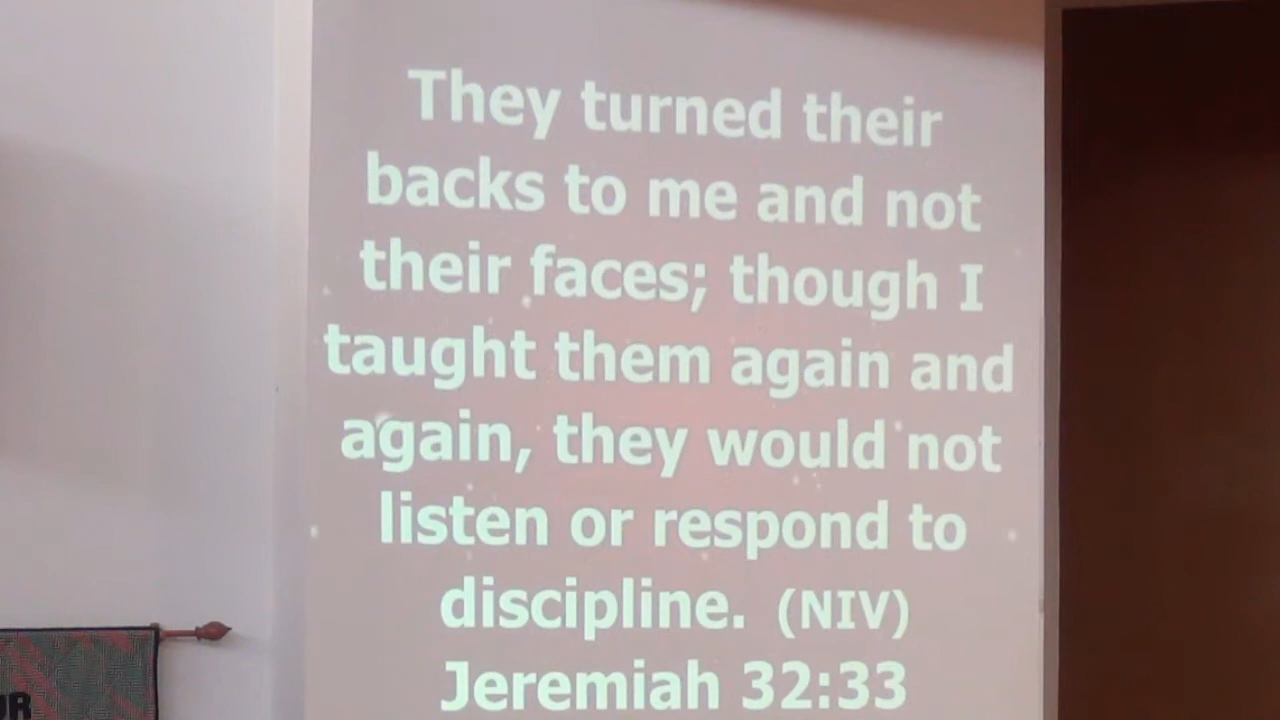 They turned their
backs to me and not
their faces; though I
taught them again and
again, they would not
listen or respond to
discipline. (NIV)
Jeremiah 32:33